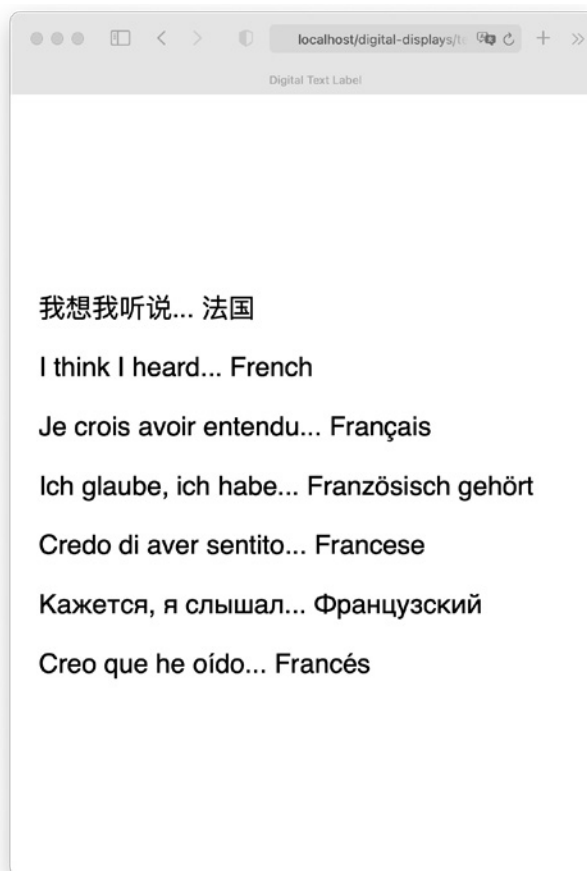 localhost/digital-displays/te
Digital Text Label
我想我听说... 法国
I think I heard... French
Je crois avoir entendu... Français
Ich glaube, ich habe... Französisch gehört
Credo di aver sentito... Francese
Кажется, я слышал... Французский
Creo que he oído... Francés